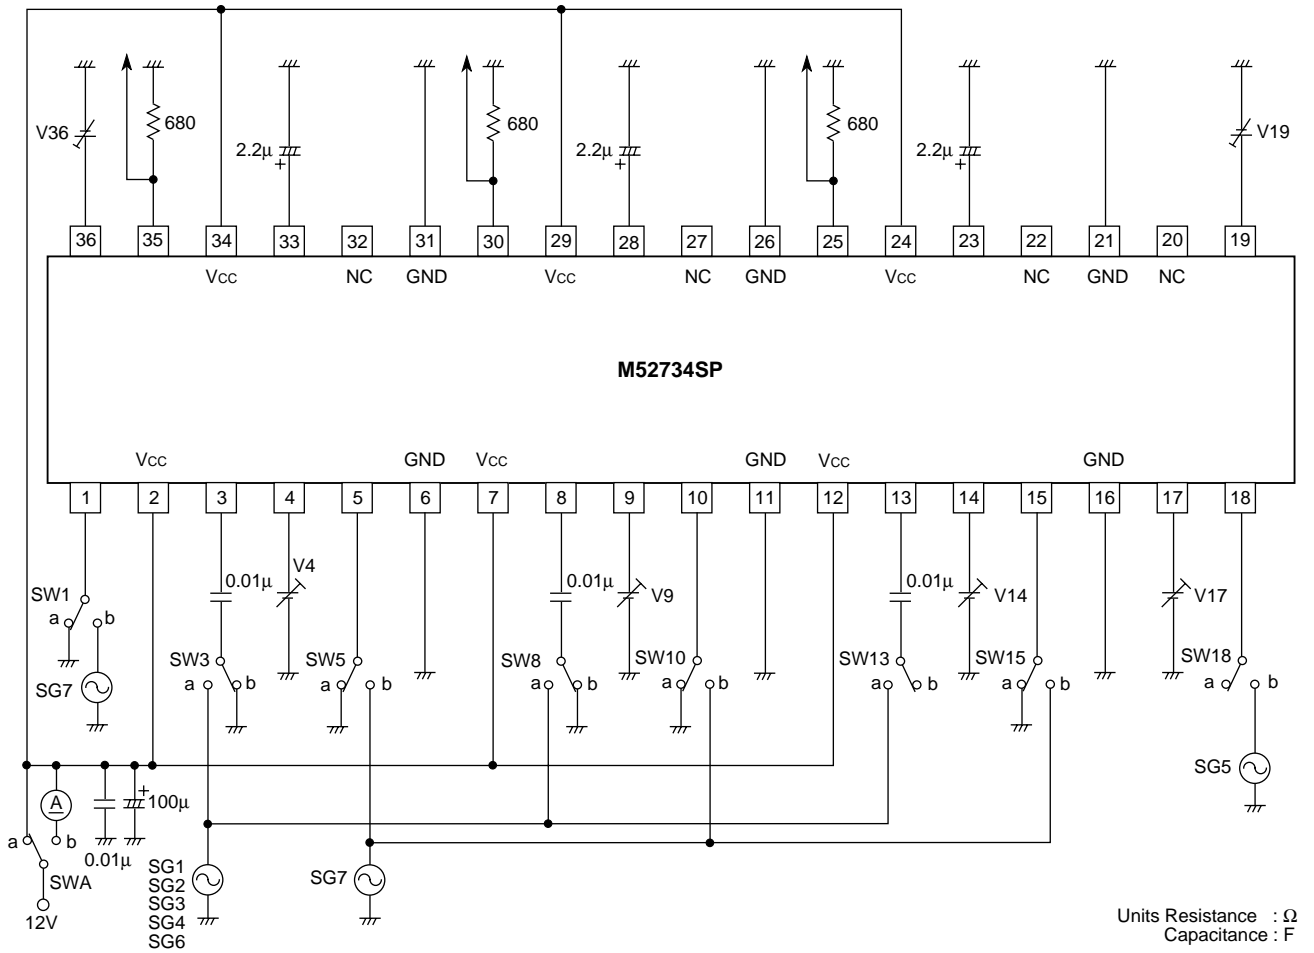 V36
680
2.2µ
+
680
2.2µ
+
680
2.2µ
+
V19
36 35 34 33 32 31 30 29 28 27 26 25 24 23 22 21 20 19
VCC NC GND VCC NC GND VCC NC GND NC
M52734SP
VCC GND VCC GND VCC GND
1 2 3 4 5 6 7 8 9 10 11 12 13 14 15 16 17 18
SW1
a b
SG7
0.01µ
V4
SW3
a b
SW5
a b
0.01µ
V9
SW8
a b
SW10
a b
0.01µ
V14
SW13
a b
SW15
a b
V17
SW18
a b
SG5
A
+
100µ
0.01µ
a b
SWA
12V
SG1
SG2
SG3
SG4
SG6
SG7
Units Resistance : Ω
Capacitance : F